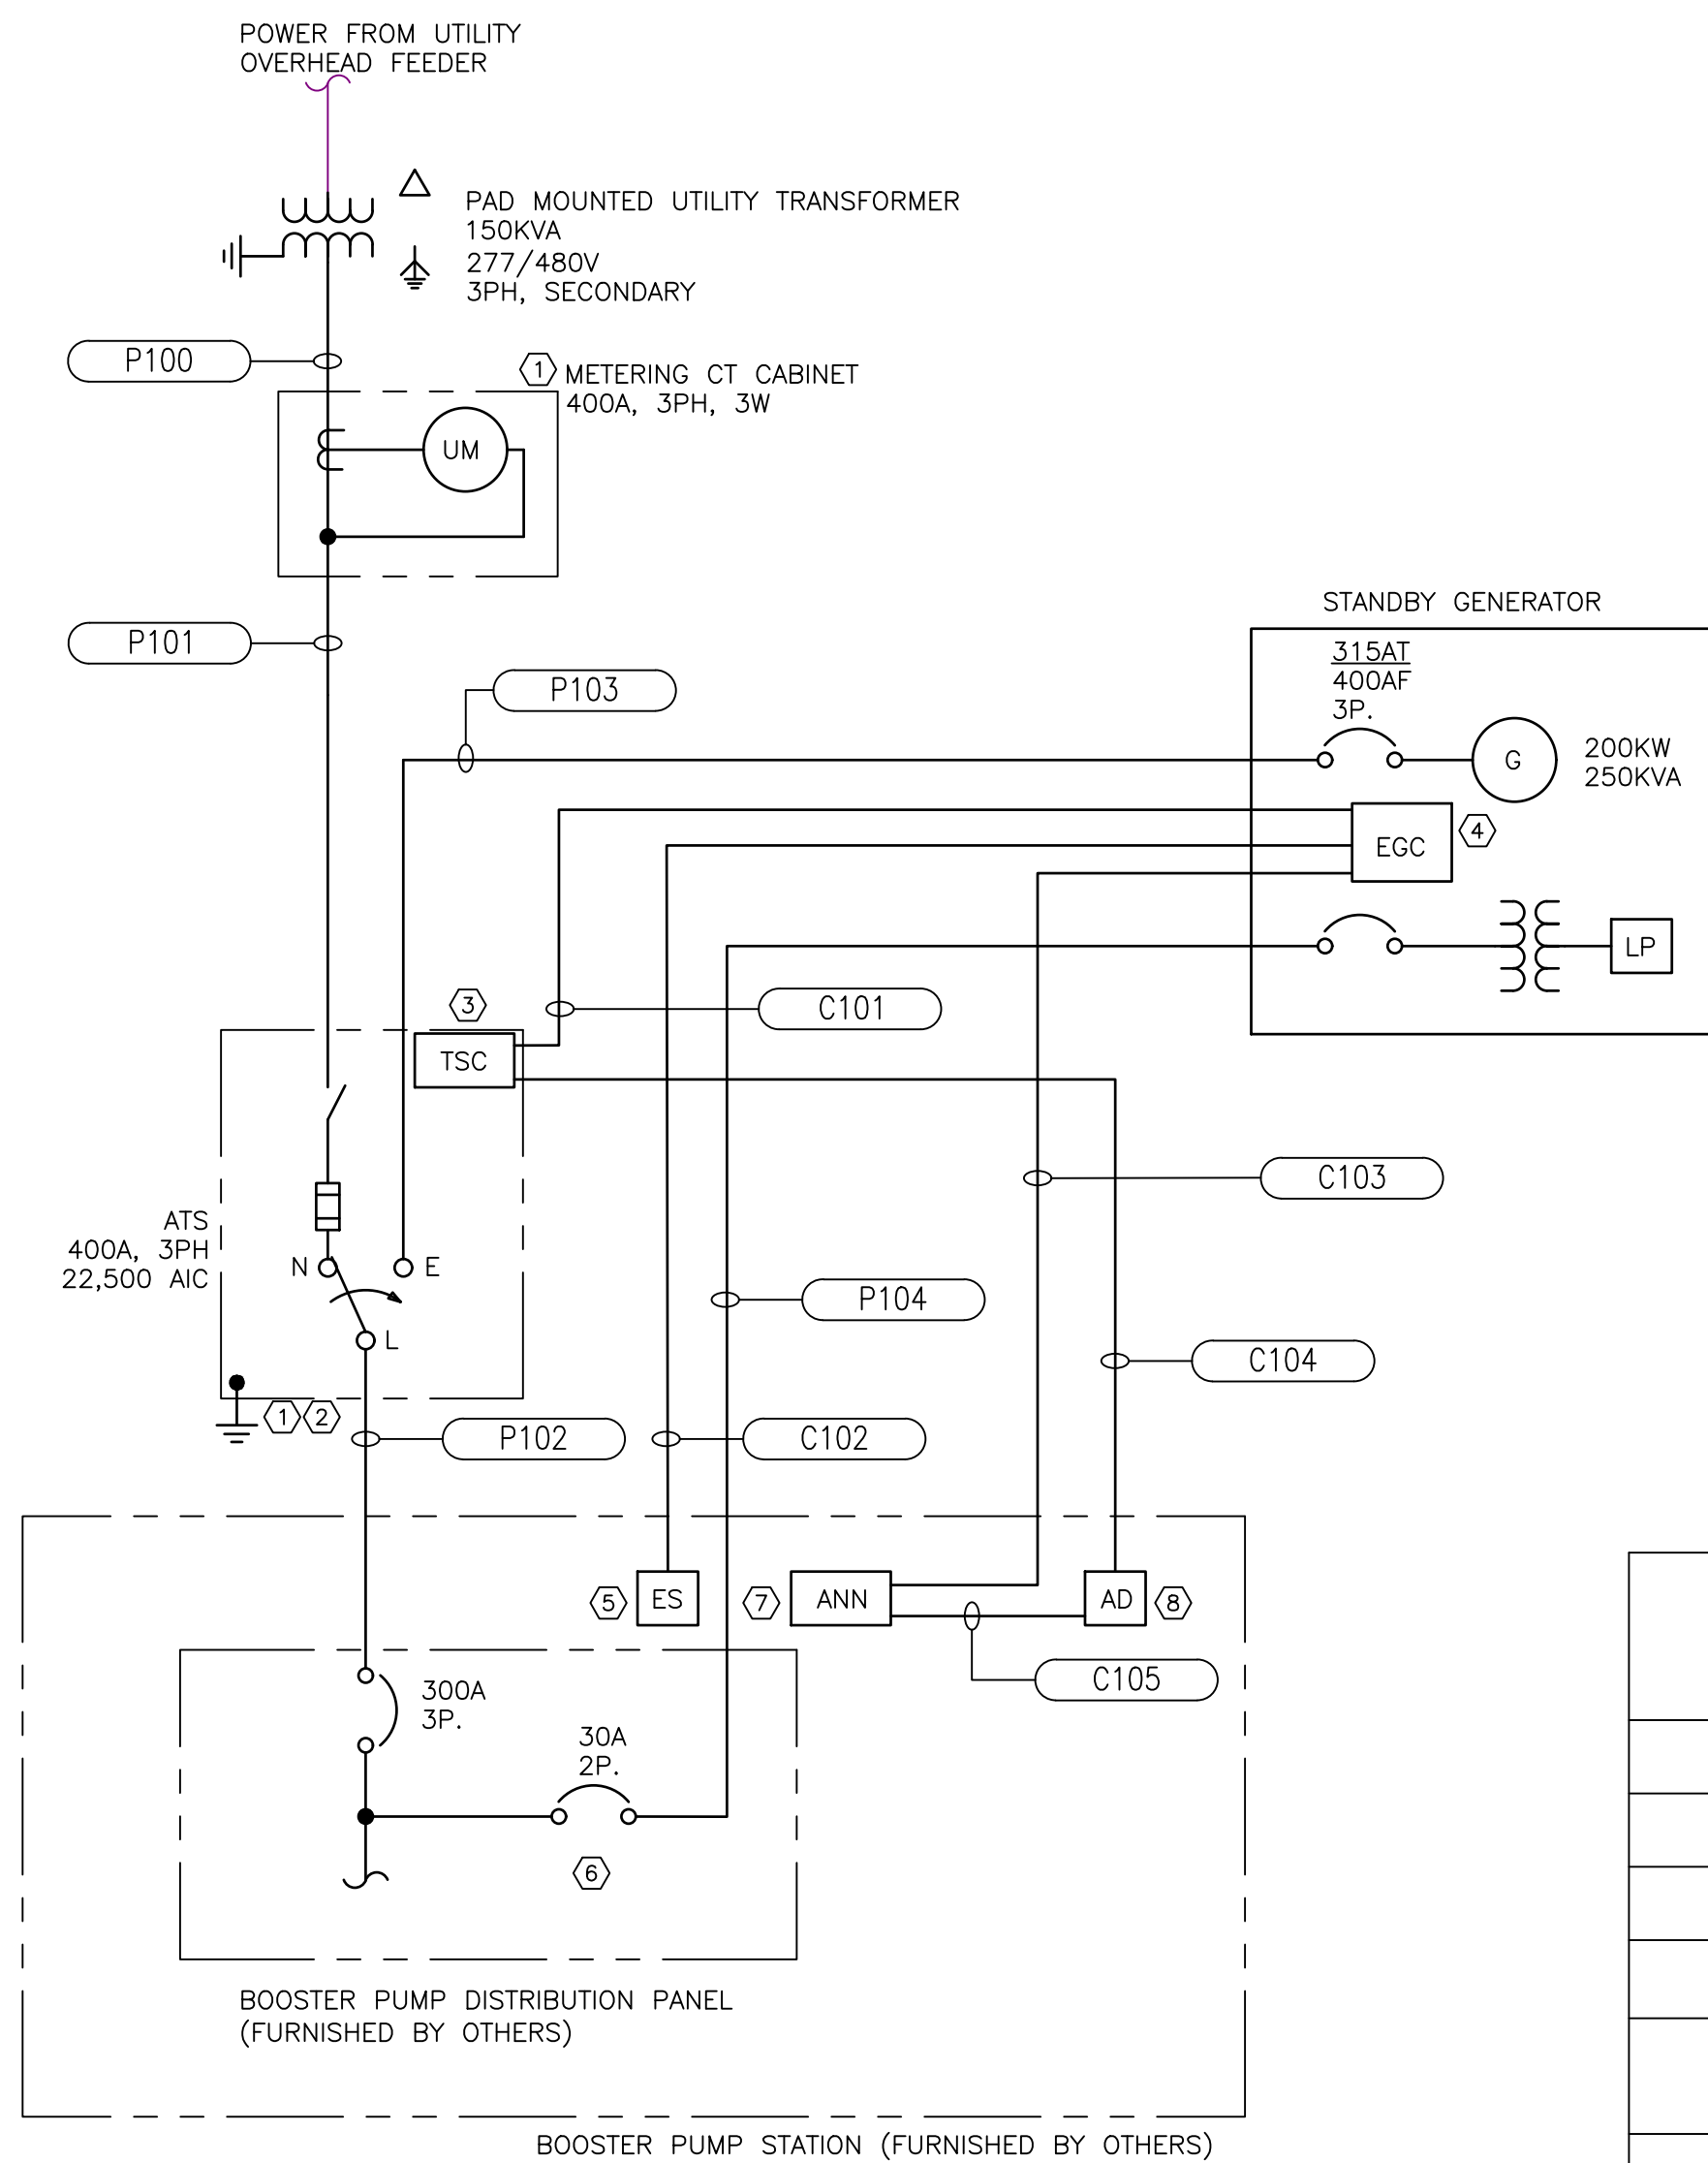 POWER FROM UTILITY
OVERHEAD FEEDER
PAD MOUNTED UTILITY TRANSFORMER
150KVA
277/480V
3PH, SECONDARY
P100
1
METERING CT CABINET
400A, 3PH, 3W
UM
P101
STANDBY GENERATOR
315AT
400AF
3P.
P103
G
200KW
250KVA
EGC
4
LP
3
C101
TSC
C103
ATS
400A, 3PH
22,500 AIC
N
E
L
P104
C104
1
2
P102
C102
5
ES
7
ANN
AD
8
C105
300A
3P.
30A
2P.
6
BOOSTER PUMP DISTRIBUTION PANEL
(FURNISHED BY OTHERS)
BOOSTER PUMP STATION (FURNISHED BY OTHERS)